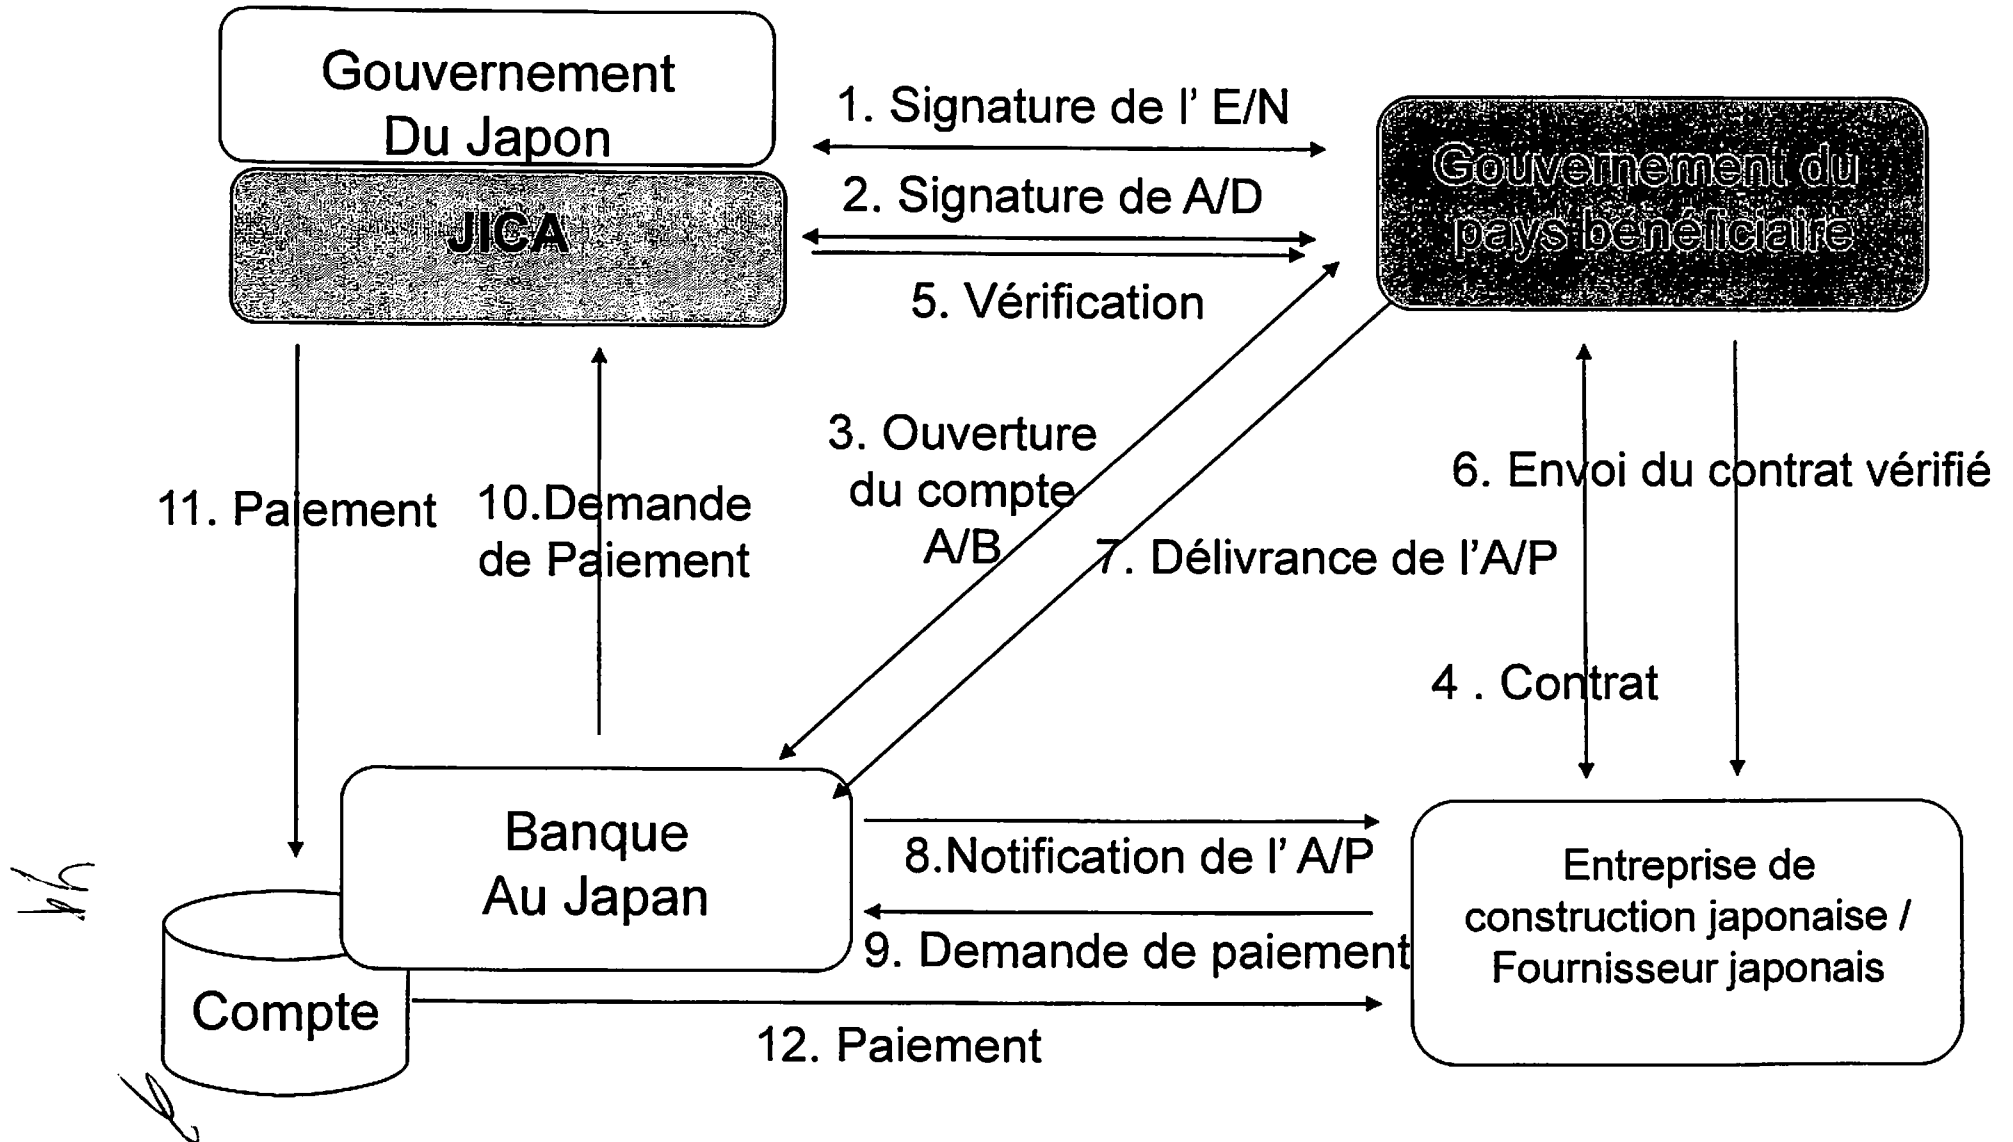 Gouvernement
Du Japon
JICA
1. Signature de l' E/N
2. Signature de A/D
5. Vérification
Gouvernement du
pays bénéficiaire
3. Ouverture
du compte
A/B
7. Délivrance de l'A/P
6. Envoi du contrat vérifié
4 . Contrat
11. Paiement
10.Demande
de Paiement
Banque
Au Japan
Compte
8.Notification de l' A/P
9. Demande de paiement
12. Paiement
Entreprise de
construction japonaise /
Fournisseur japonais